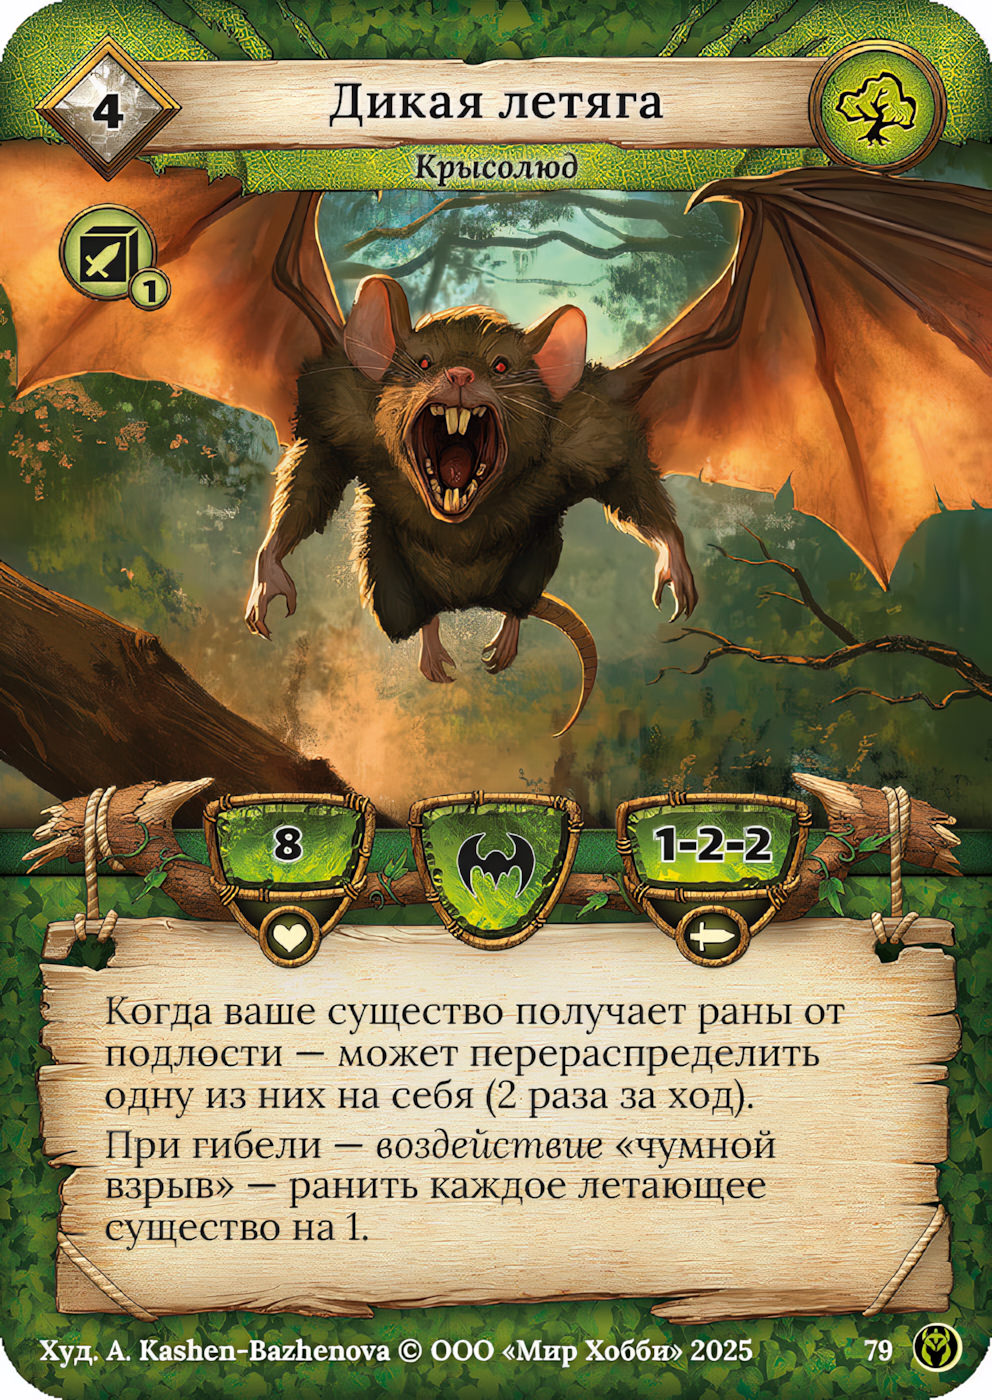 4
Дикая летяга
Крысолюд
1
8
1-2-2
Когда ваше существо получает раны от
подлости — может перераспределить
одну из них на себя (2 раза за ход).
При гибели — воздействие «чумной
взрыв» — ранить каждое летающее
существо на 1.
Худ. A. Kashen-Bazhenova © ООО «Мир Хобби» 2025
79